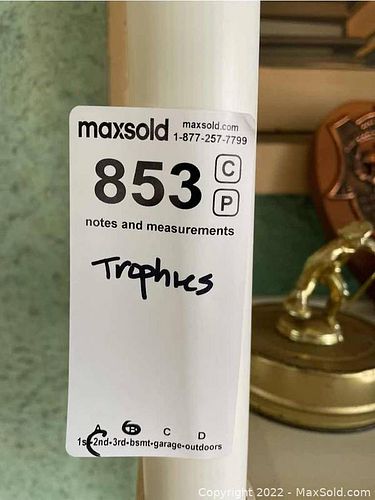 maxsold maxsold.com
1-877-257-7799
853 C
P
notes and measurements
Trophies
A B C D
1st-2nd-3rd-bsmt-garage-outdoors
Copyright © 2022 - MaxSold.com